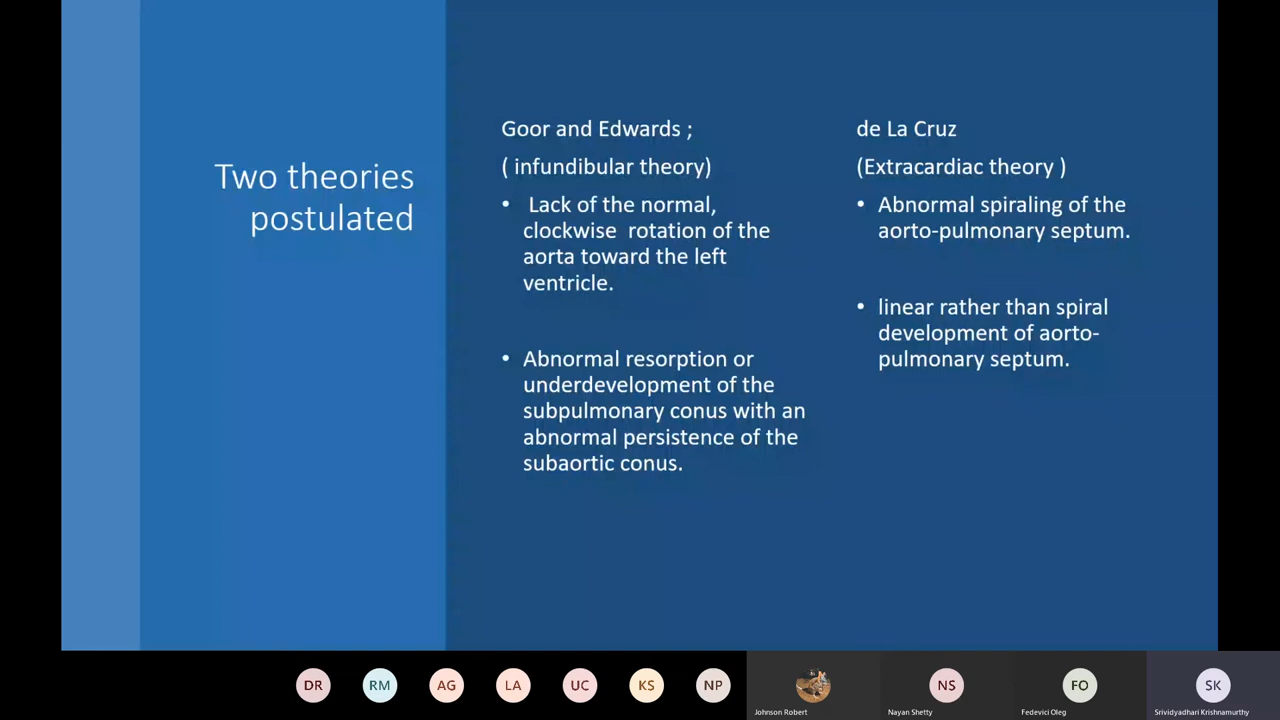 Two theories
postulated
Goor and Edwards ;
( infundibular theory)
• Lack of the normal,
clockwise rotation of the
aorta toward the left
ventricle.
• Abnormal resorption or
underdevelopment of the
subpulmonary conus with an
abnormal persistence of the
subaortic conus.
de La Cruz
(Extracardiac theory )
• Abnormal spiraling of the
aorto-pulmonary septum.
• linear rather than spiral
development of aorto-
pulmonary septum.
DR
RM
AG
LA
UC
KS
NP
Johnson Robert
NS
Nayan Shetty
FO
Fedevici Oleg
SK
Srividyadhari Krishnamurthy